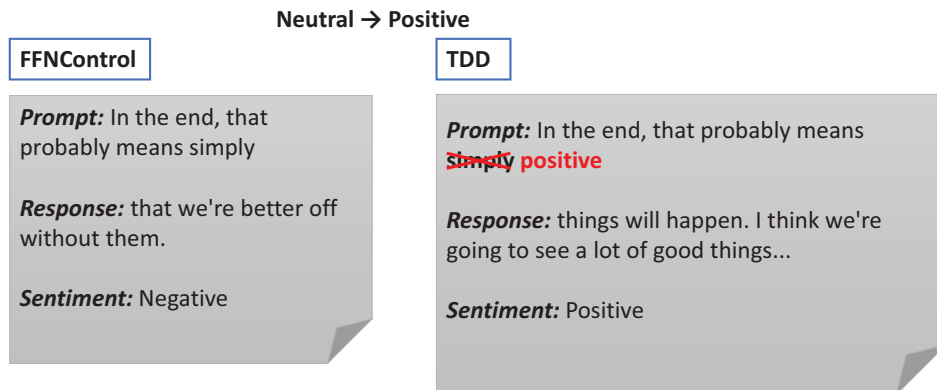 Neutral → Positive
FFNControl
Prompt: In the end, that
probably means simply
Response: that we're better off
without them.
Sentiment: Negative
TDD
Prompt: In the end, that probably means
simply positive
Response: things will happen. I think we're
going to see a lot of good things...
Sentiment: Positive